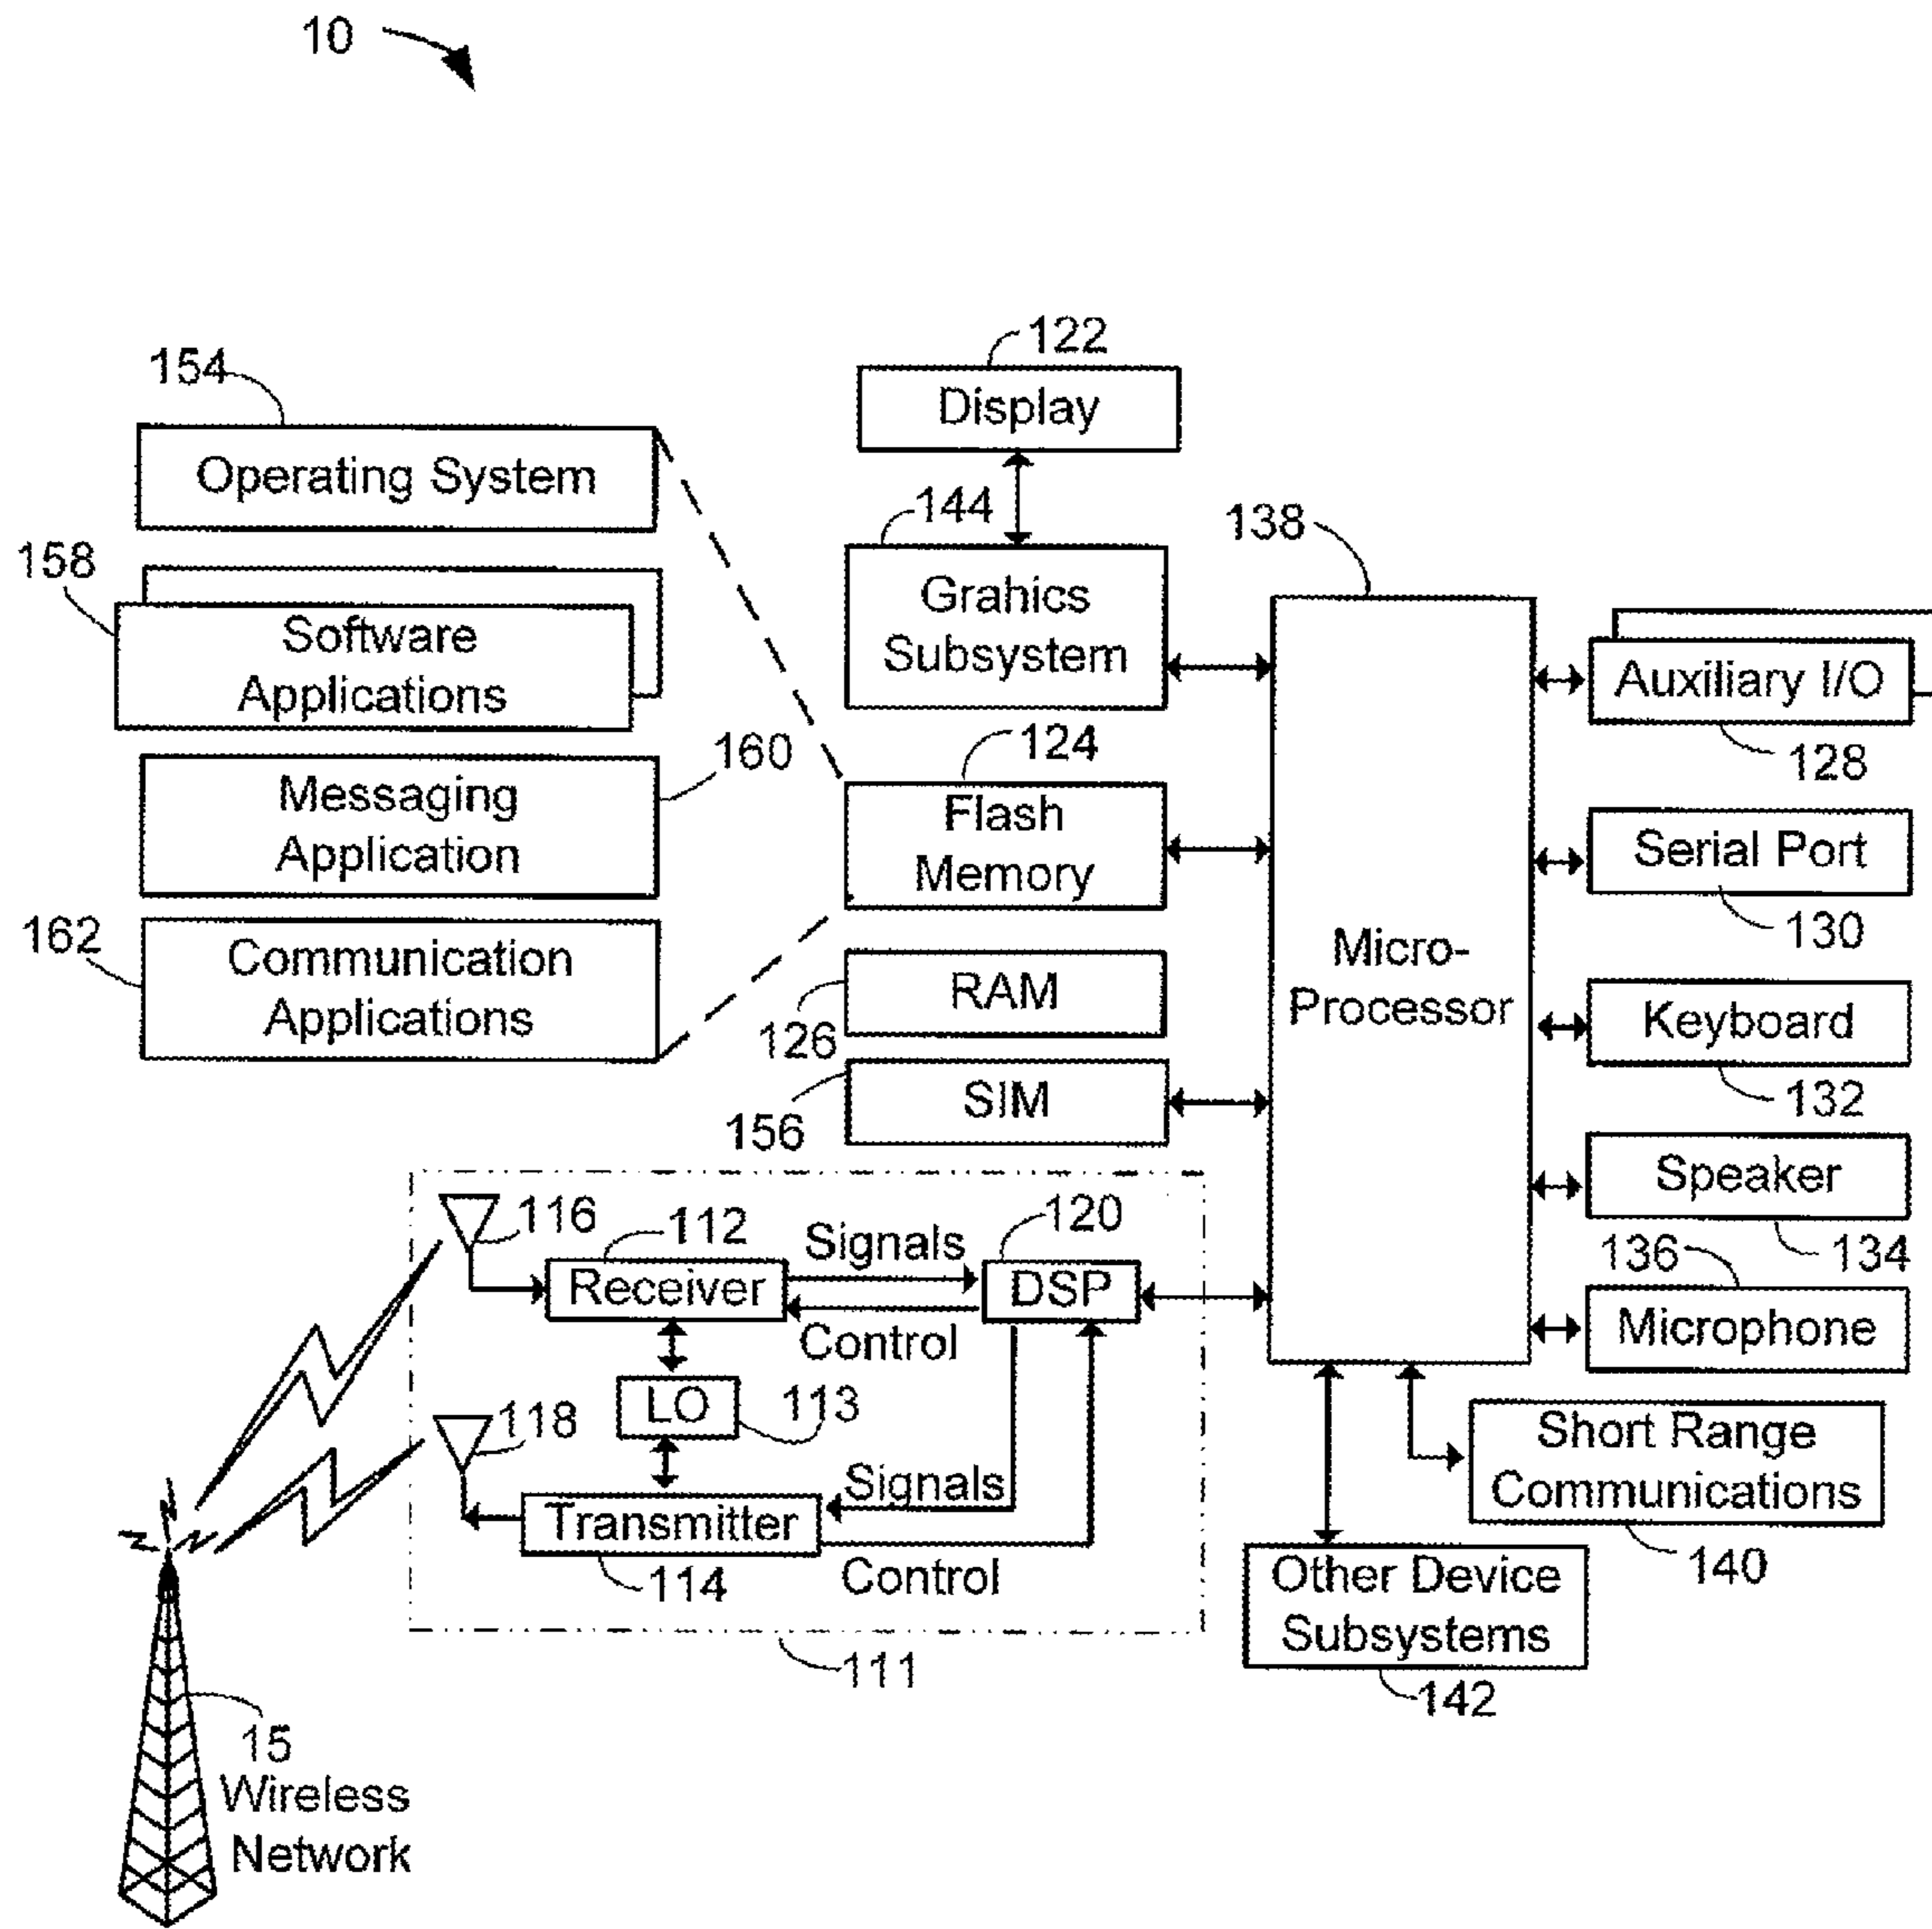 10
122
Display
154
Operating System
144
Grahics
Subsystem
138
158
Software
Applications
Auxiliary I/O
128
160
Messaging
Application
124
Flash
Memory
Serial Port
130
162
Communication
Applications
RAM
126
Micro-
Processor
Keyboard
132
SIM
156
Speaker
134
116
112
Receiver
Signals
120
DSP
Control
136
Microphone
LO
113
118
Signals
Transmitter
114
Control
Short Range
Communications
140
Other Device
Subsystems
142
111
15
Wireless
Network